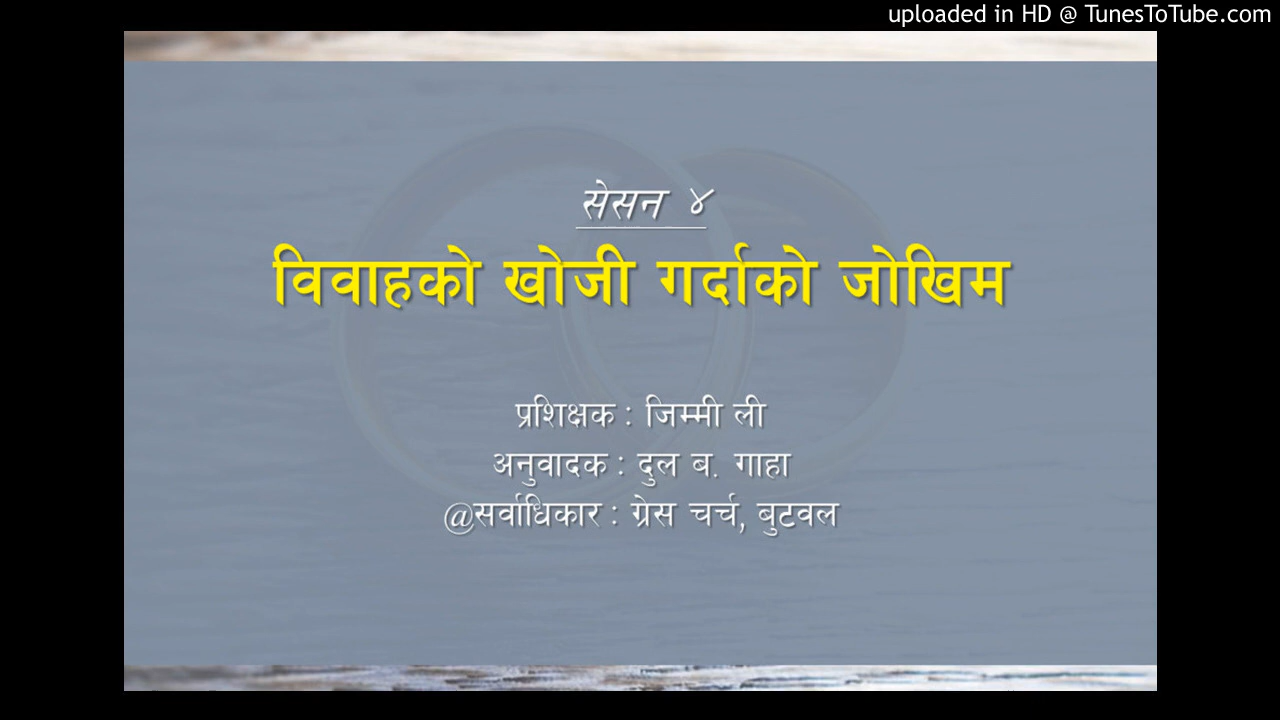 uploaded in HD @ TunesToTube.com
सेसन ४
विवाहको खोजी गर्दाको जोखिम
प्रशिक्षक : जिम्मी ली
अनुवादक : दुल ब. गाहा
@सर्वाधिकार : ग्रेस चर्च, बुटवल